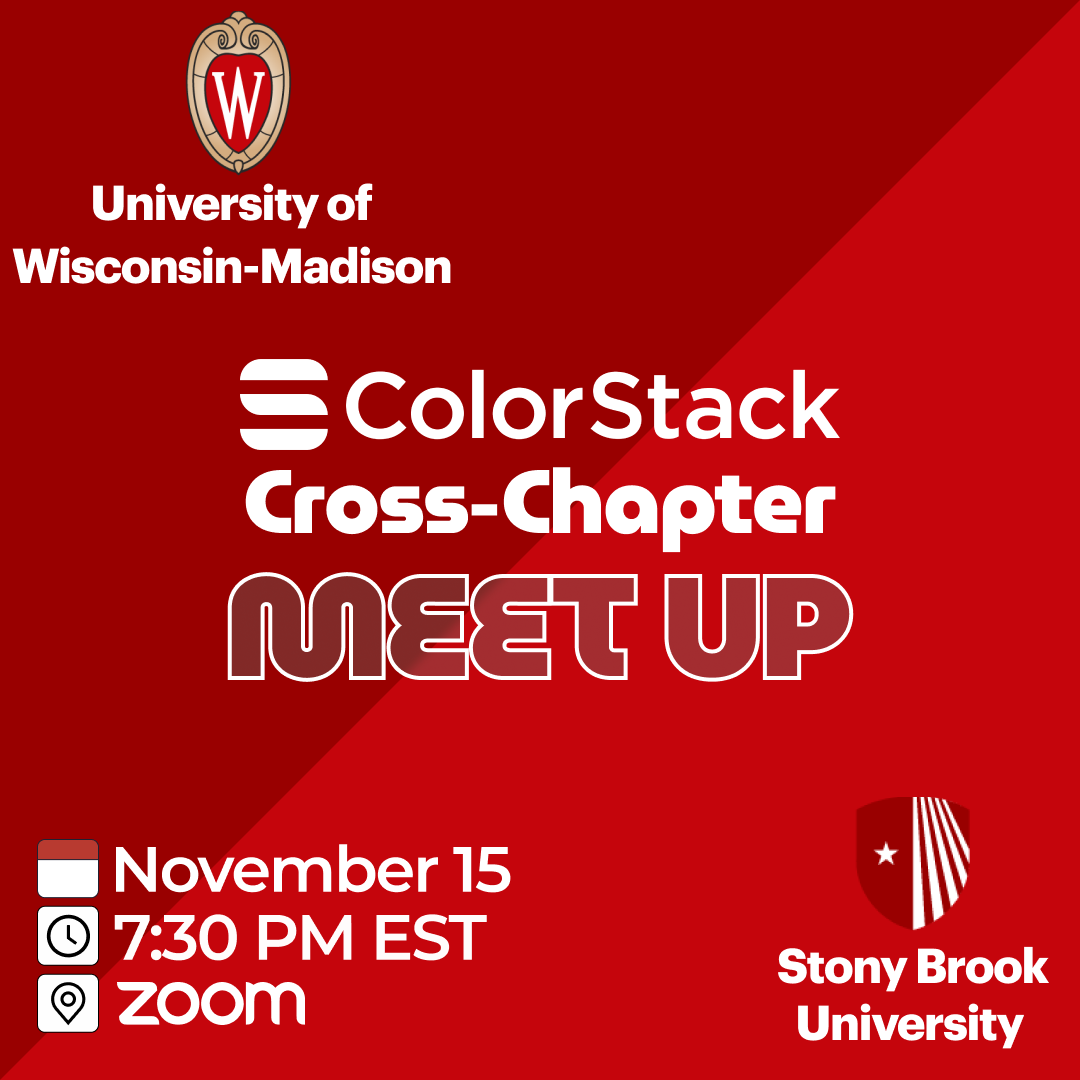 W
University of
Wisconsin-Madison
ColorStack
Cross-Chapter
MEET UP
November 15
7:30 PM EST
zoom
Stony Brook
University